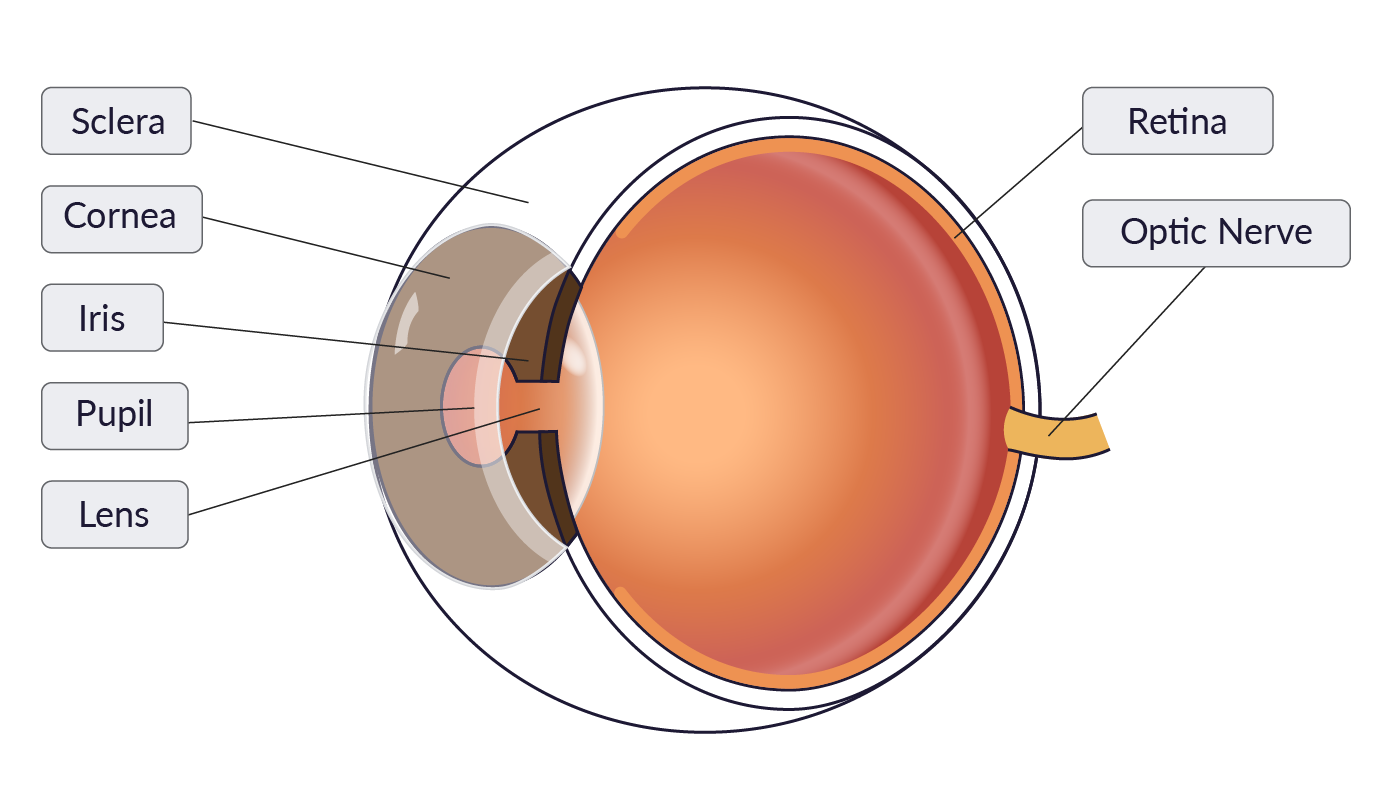 Sclera
Cornea
Iris
Pupil
Lens
Retina
Optic Nerve